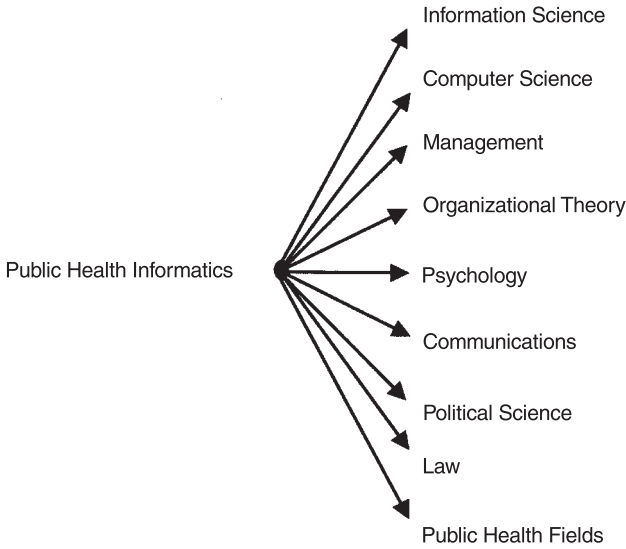 Information Science
Computer Science
Management
Organizational Theory
Public Health Informatics
Psychology
Communications
Political Science
Law
Public Health Fields